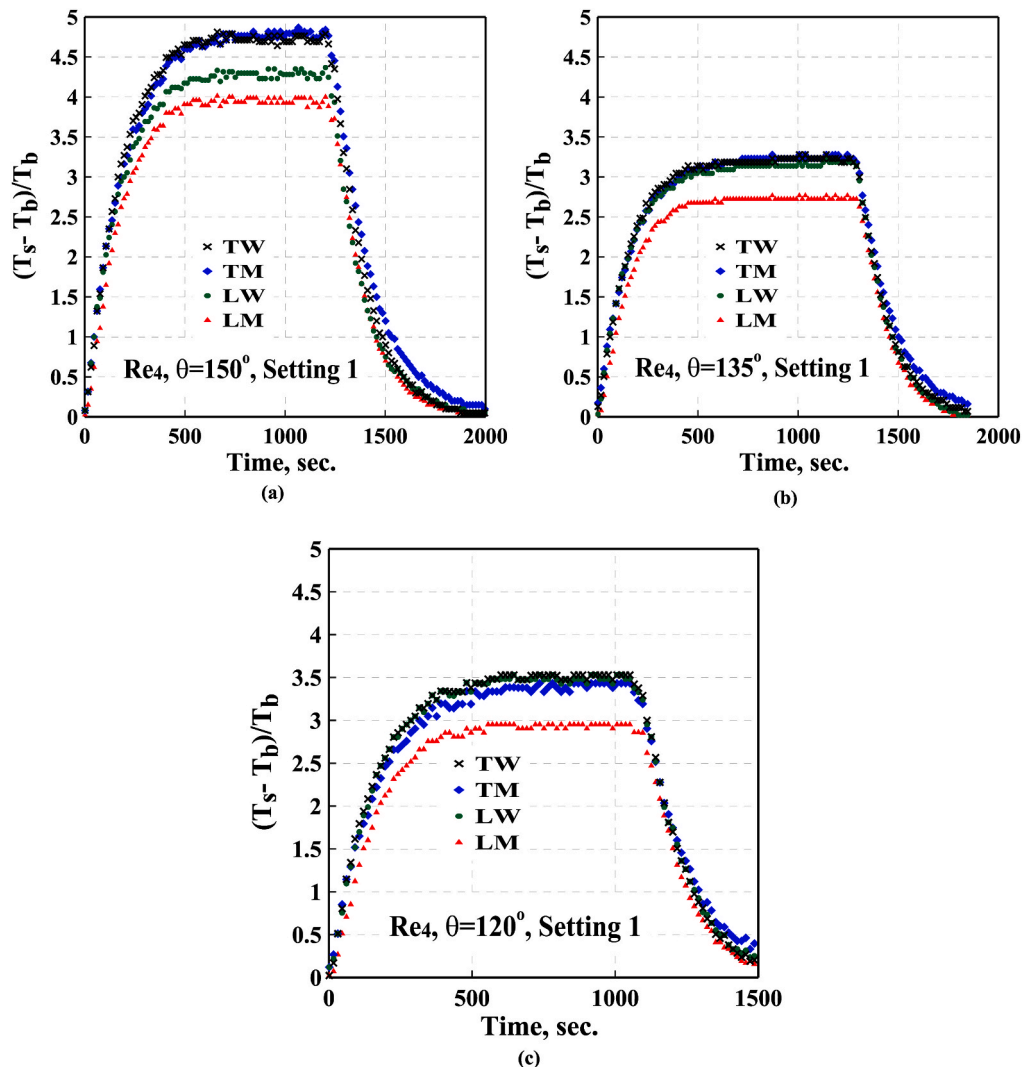 (Ts- Tb)/Tb
5
4.5
4
3.5
3
2.5
2
1.5
1
0.5
0
TW
TM
LW
LM
Re4, θ=150°, Setting 1
0 500 1000 1500 2000
Time, sec.
(a)
(Ts- Tb)/Tb
5
4.5
4
3.5
3
2.5
2
1.5
1
0.5
0
TW
TM
LW
LM
Re4, θ=135°, Setting 1
0 500 1000 1500 2000
Time, sec.
(b)
(Ts- Tb)/Tb
5
4.5
4
3.5
3
2.5
2
1.5
1
0.5
0
TW
TM
LW
LM
Re4, θ=120°, Setting 1
0 500 1000 1500
Time, sec.
(c)